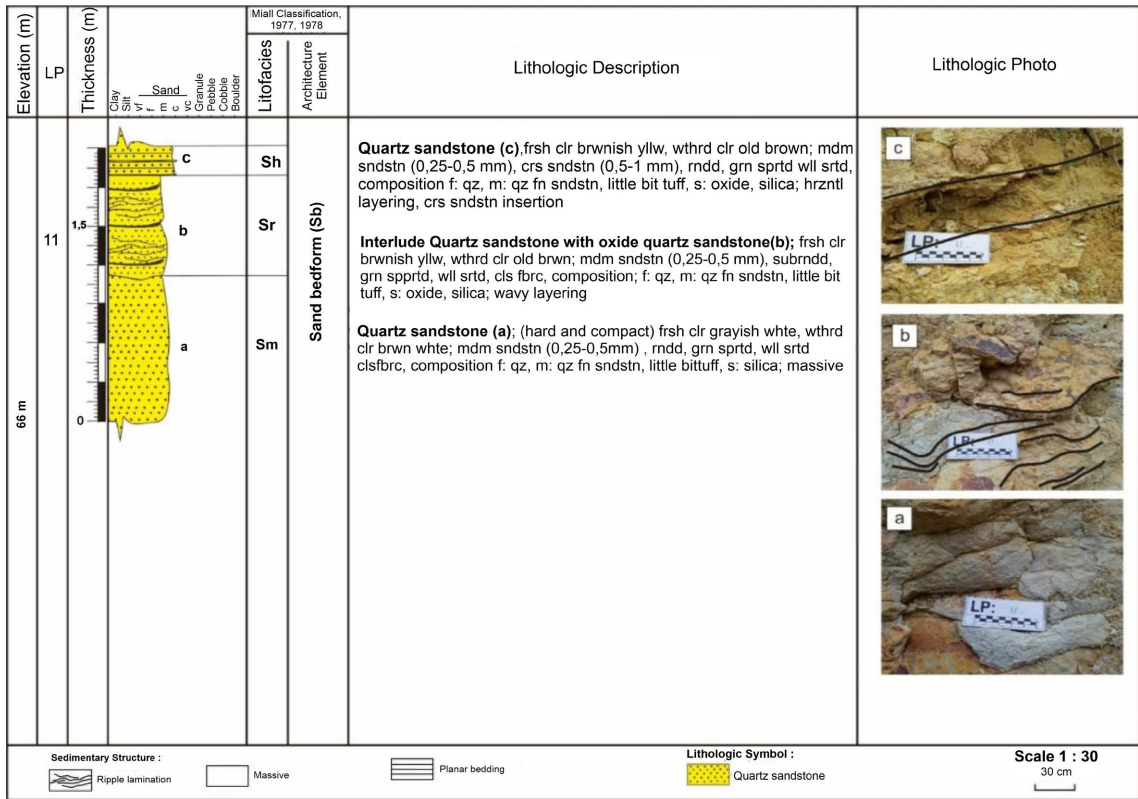 Elevation (m)
LP
Thickness (m)
Clay
Silt
vf
f
m
c
vc
Granule
Pebble
Cobble
Boulder
Sand
Miall Classification,
1977, 1978
Litofacies
Architecture
Element
Lithologic Description
Lithologic Photo
66 m
11
1,5
0
c
b
a
Sh
Sr
Sm
Sand bedform (Sb)
Quartz sandstone (c),frsh clr brwnish yllw, wthrd clr old brown; mdm
sndstn (0,25-0,5 mm), crs sndstn (0,5-1 mm), rndd, grn sprtd wll srtd,
composition f: qz, m: qz fn sndstn, little bit tuff, s: oxide, silica; hrzntl
layering, crs sndstn insertion
Interlude Quartz sandstone with oxide quartz sandstone(b); frsh clr
brwnish yllw, wthrd clr old brwn; mdm sndstn (0,25-0,5 mm), subrndd,
grn spprtd, wll srtd, cls fbrc, composition; f: qz, m: qz fn sndstn, little bit
tuff, s: oxide, silica; wavy layering
Quartz sandstone (a); (hard and compact) frsh clr grayish whte, wthrd
clr brwn whte; mdm sndstn (0,25-0,5mm) , rndd, grn sprtd, wll srtd
clsfbrc, composition f: qz, m: qz fn sndstn, little bittuff, s: silica; massive
c
LP:
b
LP:
a
LP: 11
Sedimentary Structure :
Ripple lamination
Massive
Planar bedding
Lithologic Symbol :
Quartz sandstone
Scale 1 : 30
30 cm